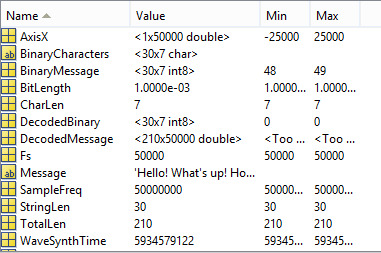 Name Value Min Max
AxisX <1x50000 double> -25000 25000
BinaryCharacters <30x7 char>
BinaryMessage <30x7 int8> 48 49
BitLength 1.0000e-03 1.0000... 1.0000...
CharLen 7 7 7
DecodedBinary <30x7 int8> 0 0
DecodedMessage <210x50000 double> <Too ... <Too ...
Fs 50000 50000 50000
Message 'Hello! What's up! Ho...
SampleFreq 50000000 50000... 50000...
StringLen 30 30 30
TotalLen 210 210 210
WaveSynthTime 5934579122 59345... 59345...